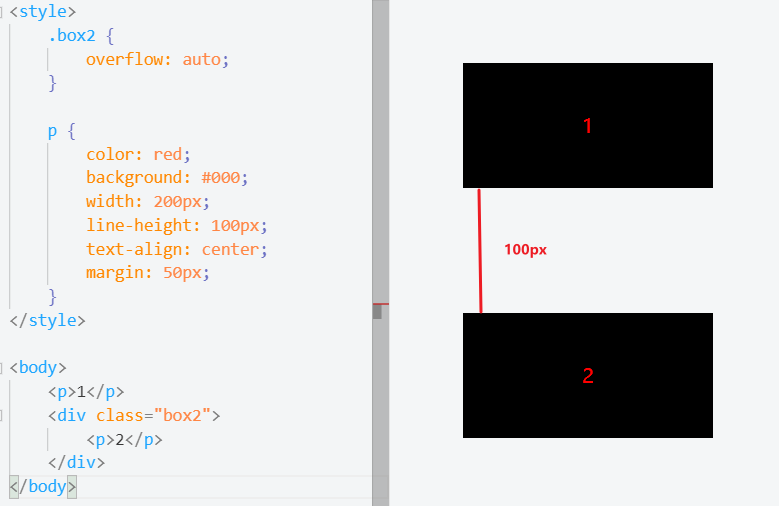 <style>
    .box2 {
        overflow: auto;
    }

    p {
        color: red;
        background: #000;
        width: 200px;
        line-height: 100px;
        text-align: center;
        margin: 50px;
    }
</style>

<body>
    <p>1</p>
    <div class="box2">
        <p>2</p>
    </div>
</body>
1
100px
2